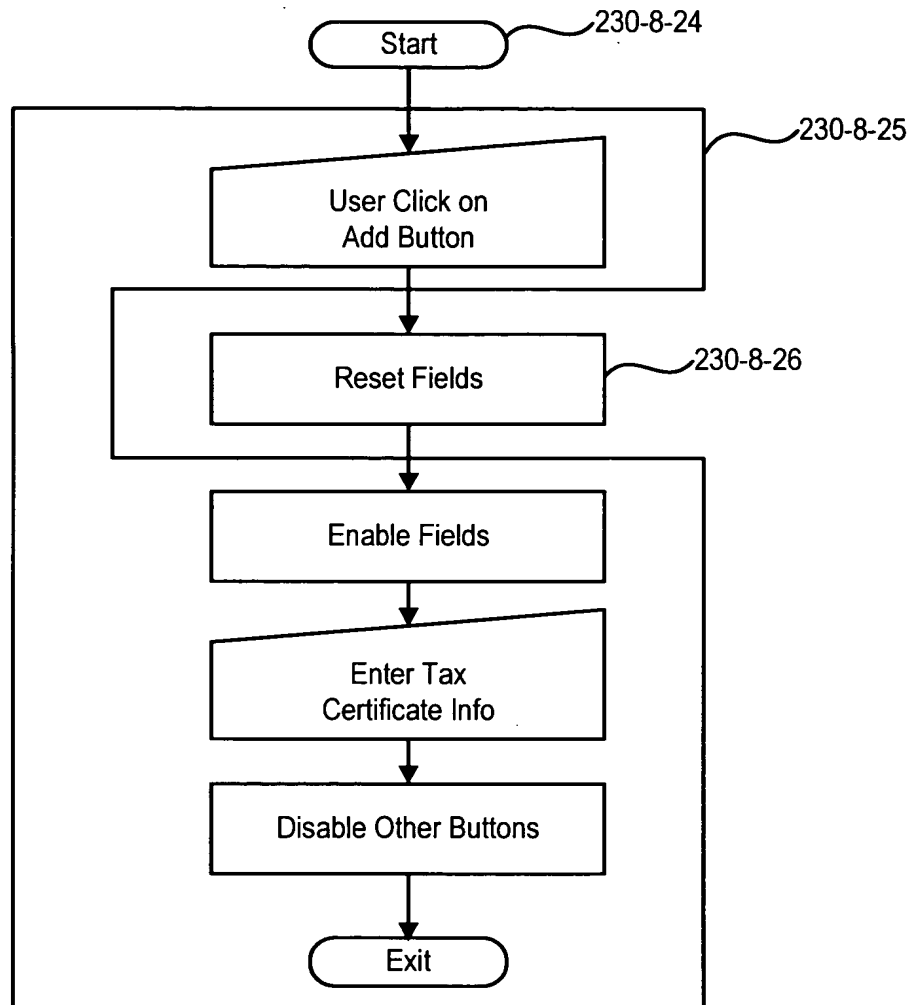 Start
230-8-24
230-8-25
User Click on
Add Button
Reset Fields
230-8-26
Enable Fields
Enter Tax
Certificate Info
Disable Other Buttons
Exit